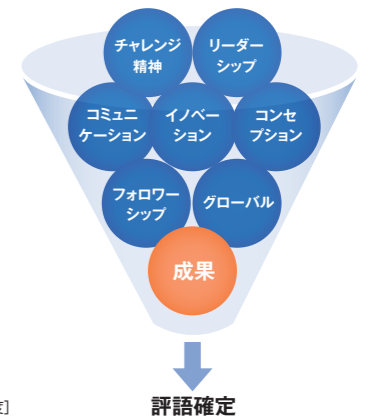 チャレンジ
精神
リーダー
シップ
コミュニ
ケーション
イノベー
ション
コンセ
プション
フォロワー
シップ
グローバル
成果
評語確定